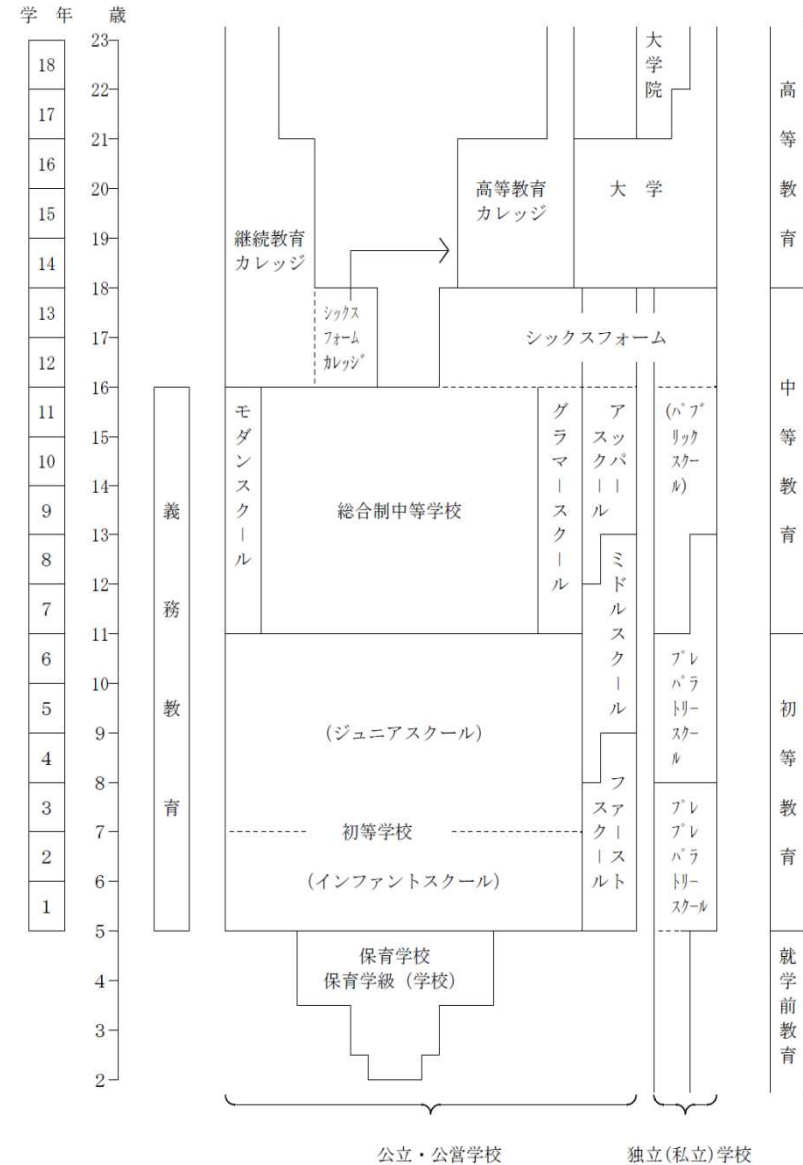 学年 歳
23
18
22
17
21
16
20
15
19
14
18
13
17
12
16
11
15
10
14
9
13
8
12
7
11
6
10
5
9
4
8
3
7
2
6
1
5
4
3
2
義務教育
大学院
大学
高等教育
カレッジ
継続教育
カレッジ
シックス
フォーム
カレッジ
シックスフォーム
モダンスクール
総合制中等学校
グラマースクール
アッパー
スクール
(パブ
リック
スクー
ル)
ミドルスクール
(ジュニアスクール)
初等学校
(インファントスクール)
ファースト
スクール
プレ
パラ
トリー
スクー
ル
プレ
プレ
パラ
トリー
スクール
保育学校
保育学級（学校）
高等教育
中等教育
初等教育
就学前教育
公立・公営学校
独立(私立)学校